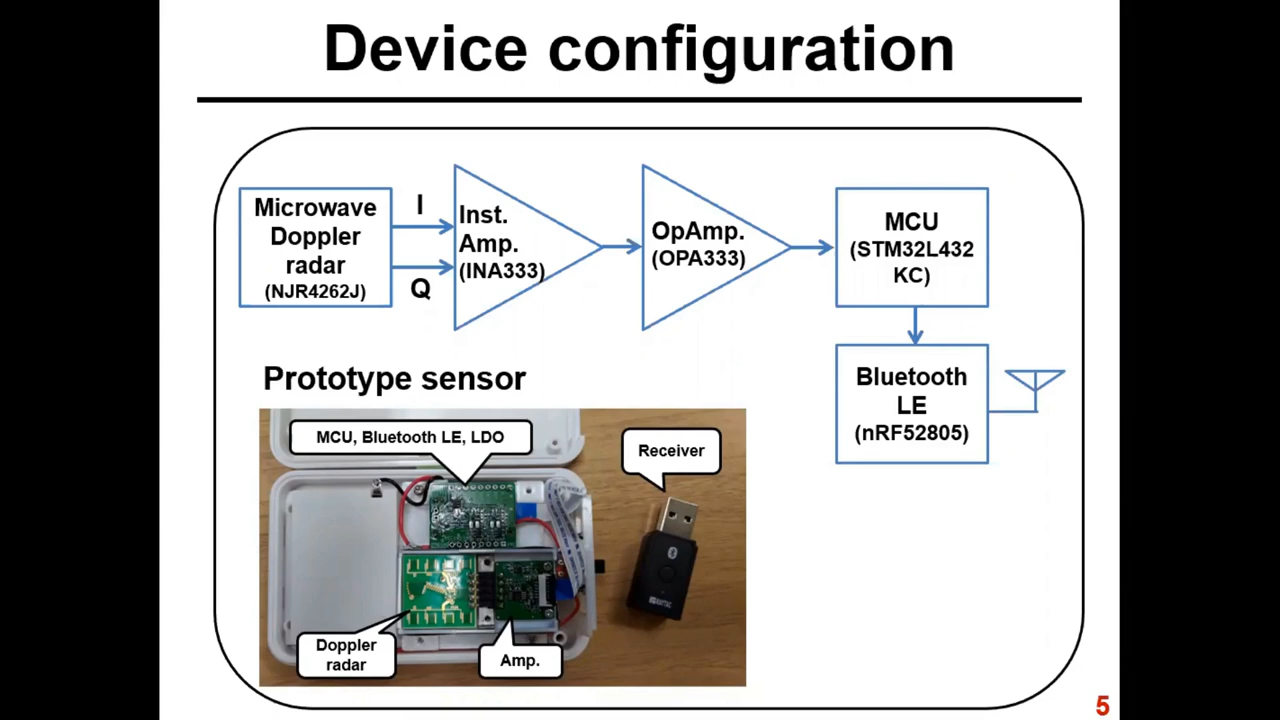 Device configuration
Microwave
Doppler
radar
(NJR4262J)
I
Q
Inst.
Amp.
(INA333)
OpAmp.
(OPA333)
MCU
(STM32L432
KC)
Bluetooth
LE
(nRF52805)
Prototype sensor
MCU, Bluetooth LE, LDO
Receiver
Doppler
radar
Amp.
5